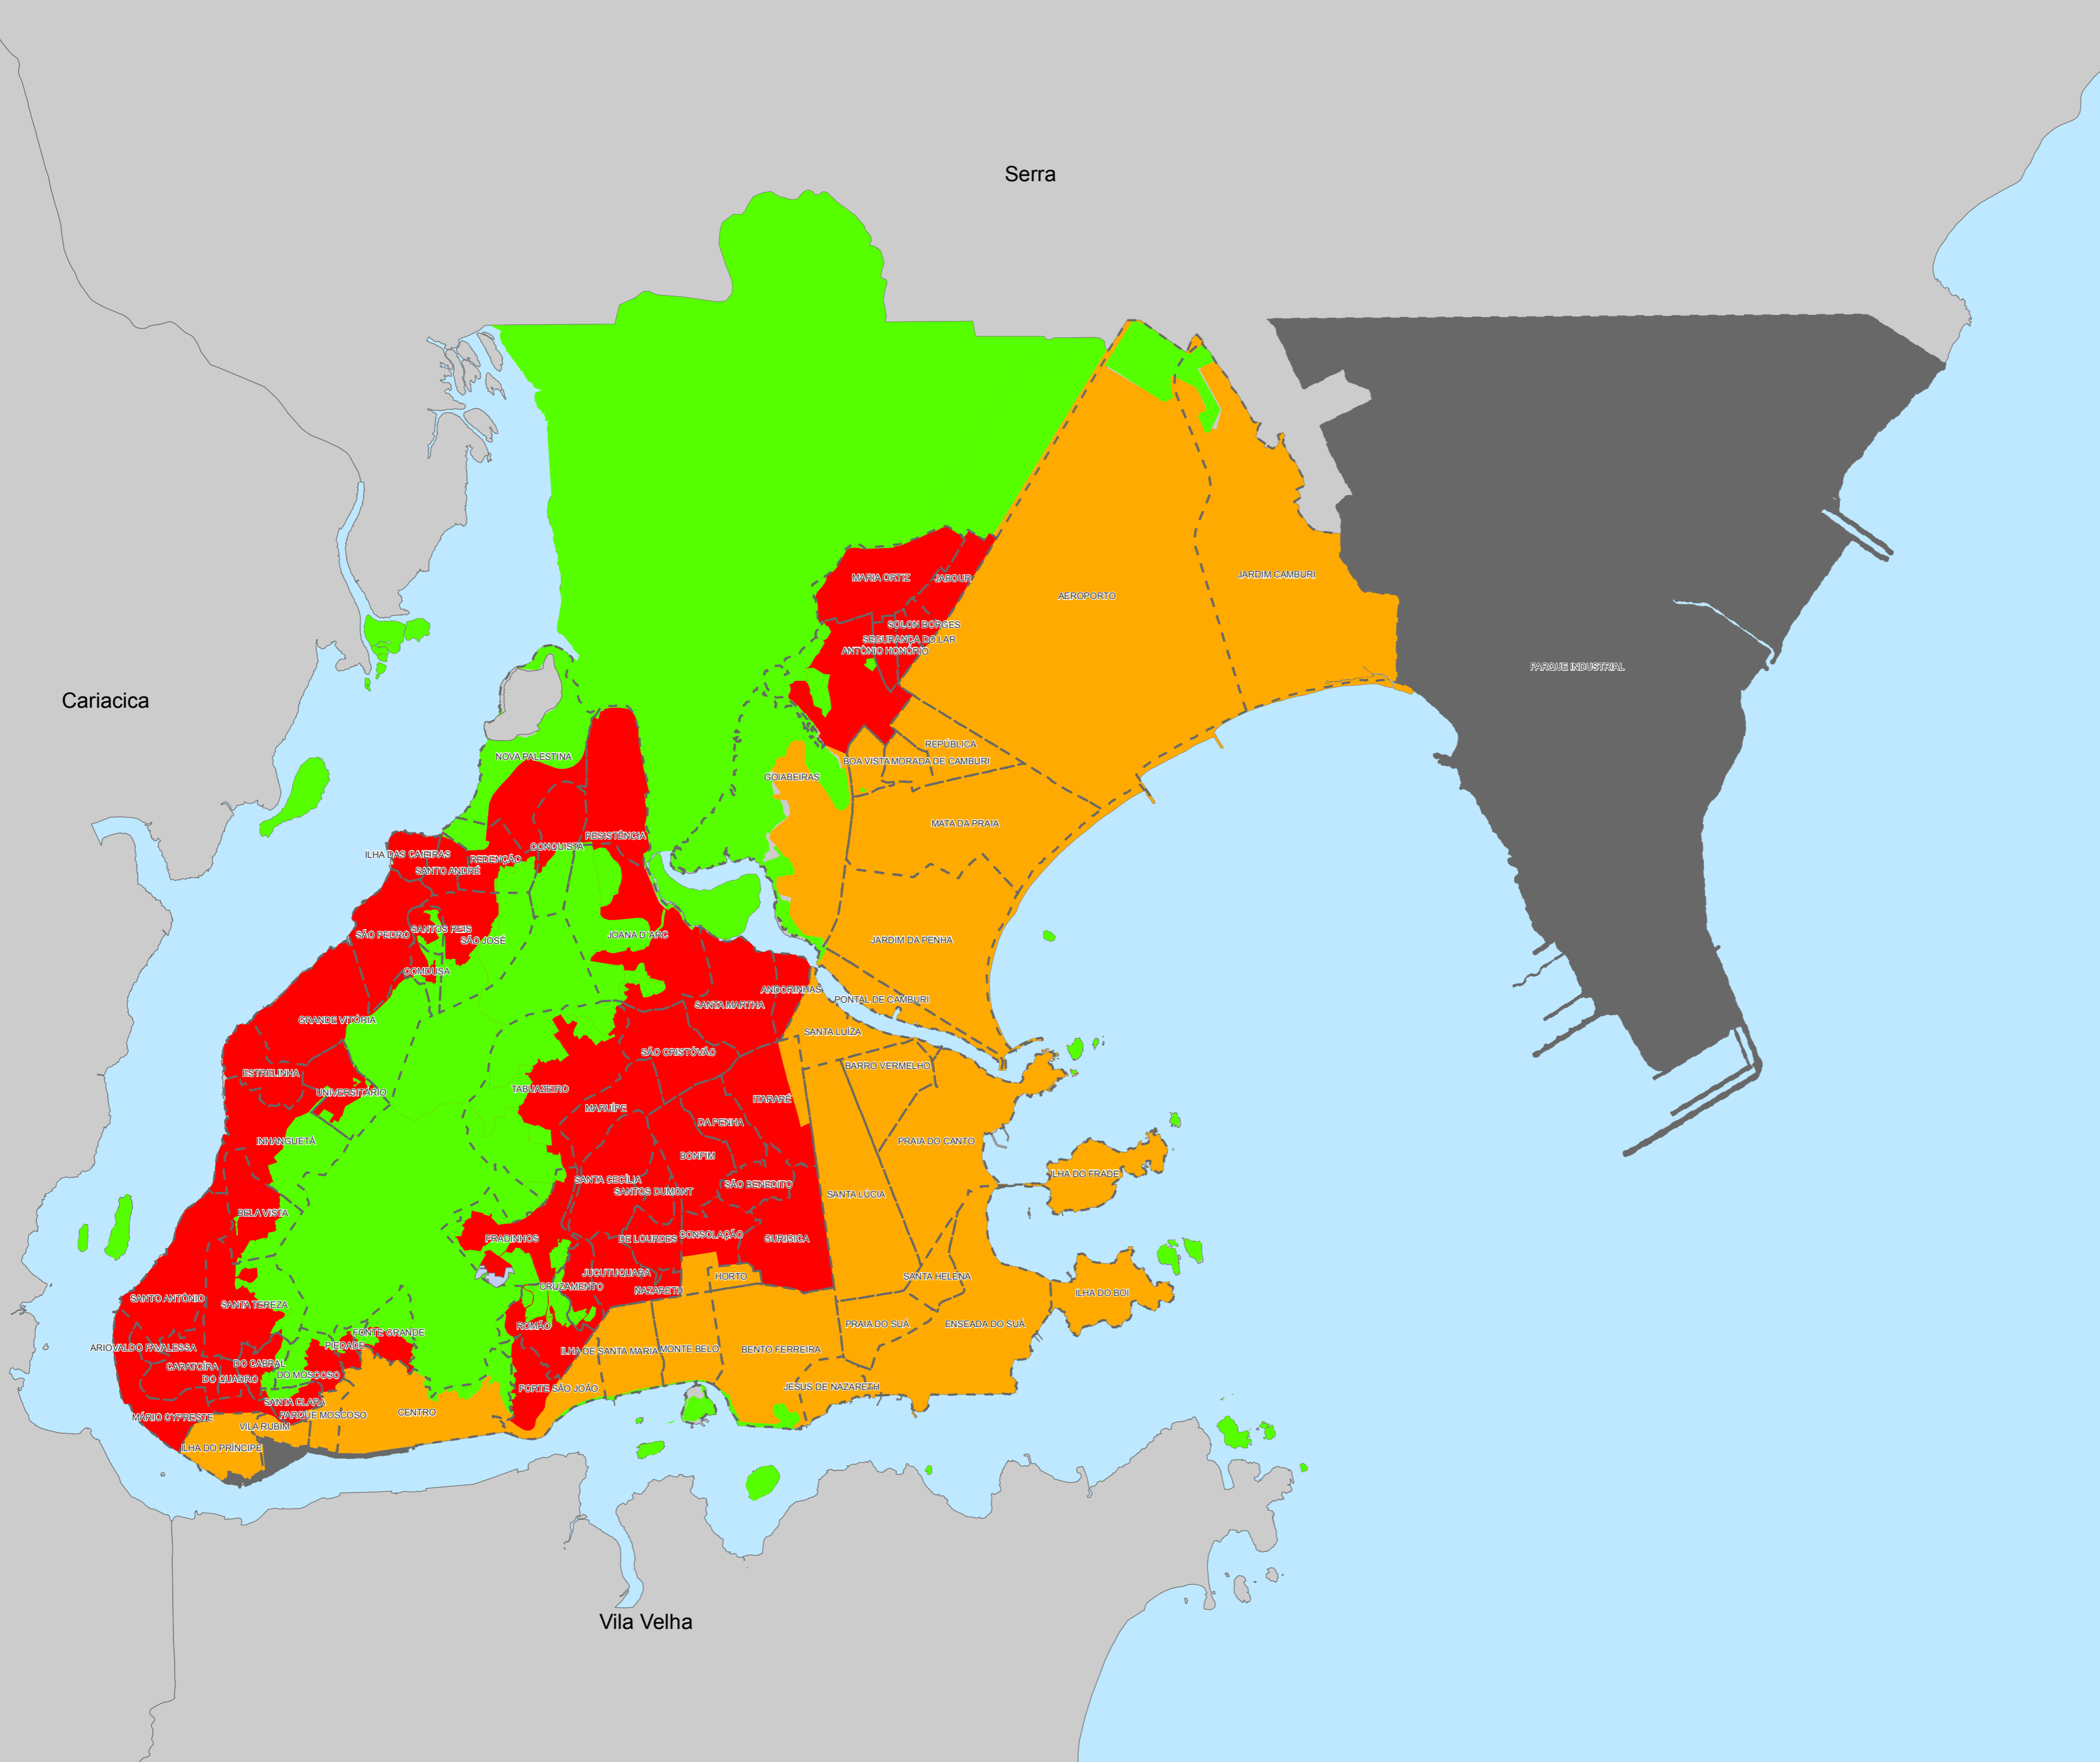 Serra
MARIA ORTIZ
JABOUR
JARDIM CAMBURI
AEROPORTO
SOLON BORGES
SEGURANÇA DO LAR
ANTÔNIO HONÓRIO
PARQUE INDUSTRIAL
Cariacica
REPÚBLICA
NOVA PALESTINA
BOA VISTA
MORADA DE CAMBURI
GOIABEIRAS
MATA DA PRAIA
RESISTÊNCIA
CONQUISTA
ILHA DAS CAIEIRAS
REDENÇÃO
SANTO ANDRÉ
SANTOS REIS
SÃO PEDRO
SÃO JOSÉ
JOANA D´ARC
JARDIM DA PENHA
COMDUSA
ANDORINHAS
PONTAL DE CAMBURI
SANTA MARTHA
GRANDE VITÓRIA
SANTA LUÍZA
SÃO CRISTÓVÃO
BARRO VERMELHO
ESTRELINHA
TABUAZEIRO
UNIVERSITÁRIO
ITARARÉ
MARUÍPE
DA PENHA
INHANGUETÁ
PRAIA DO CANTO
BONFIM
ILHA DO FRADE
SANTA CECÍLIA
SÃO BENEDITO
SANTOS DUMONT
SANTA LÚCIA
BELA VISTA
FRADINHOS
DE LOURDES
CONSOLAÇÃO
GURIGICA
JUCUTUQUARA
HORTO
SANTA HELENA
CRUZAMENTO
NAZARETH
ILHA DO BOI
SANTO ANTÔNIO
SANTA TEREZA
ROMÃO
PRAIA DO SUÁ
ENSEADA DO SUÁ
FONTE GRANDE
PIEDADE
ARIOVALDO FAVALESSA
ILHA DE SANTA MARIA
MONTE BELO
BENTO FERREIRA
DO CABRAL
CARATOÍRA
DO MOSCOSO
DO QUADRO
JESUS DE NAZARETH
FORTE SÃO JOÃO
SANTA CLARA
CENTRO
PARQUE MOSCOSO
MÁRIO CYPRESTE
VILA RUBIM
ILHA DO PRÍNCIPE
Vila Velha